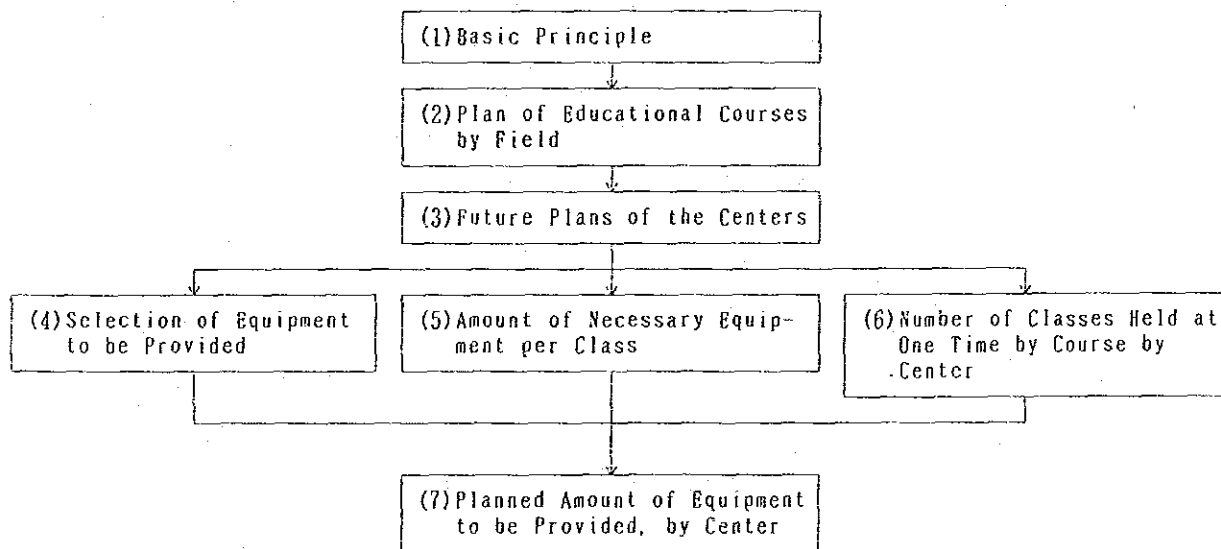 (1) Basic Principle
(2) Plan of Educational Courses
by Field
(3) Future Plans of the Centers
(4) Selection of Equipment
to be Provided
(5) Amount of Necessary Equip-
ment per Class
(6) Number of Classes Held at
One Time by Course by
Center
(7) Planned Amount of Equipment
to be Provided, by Center